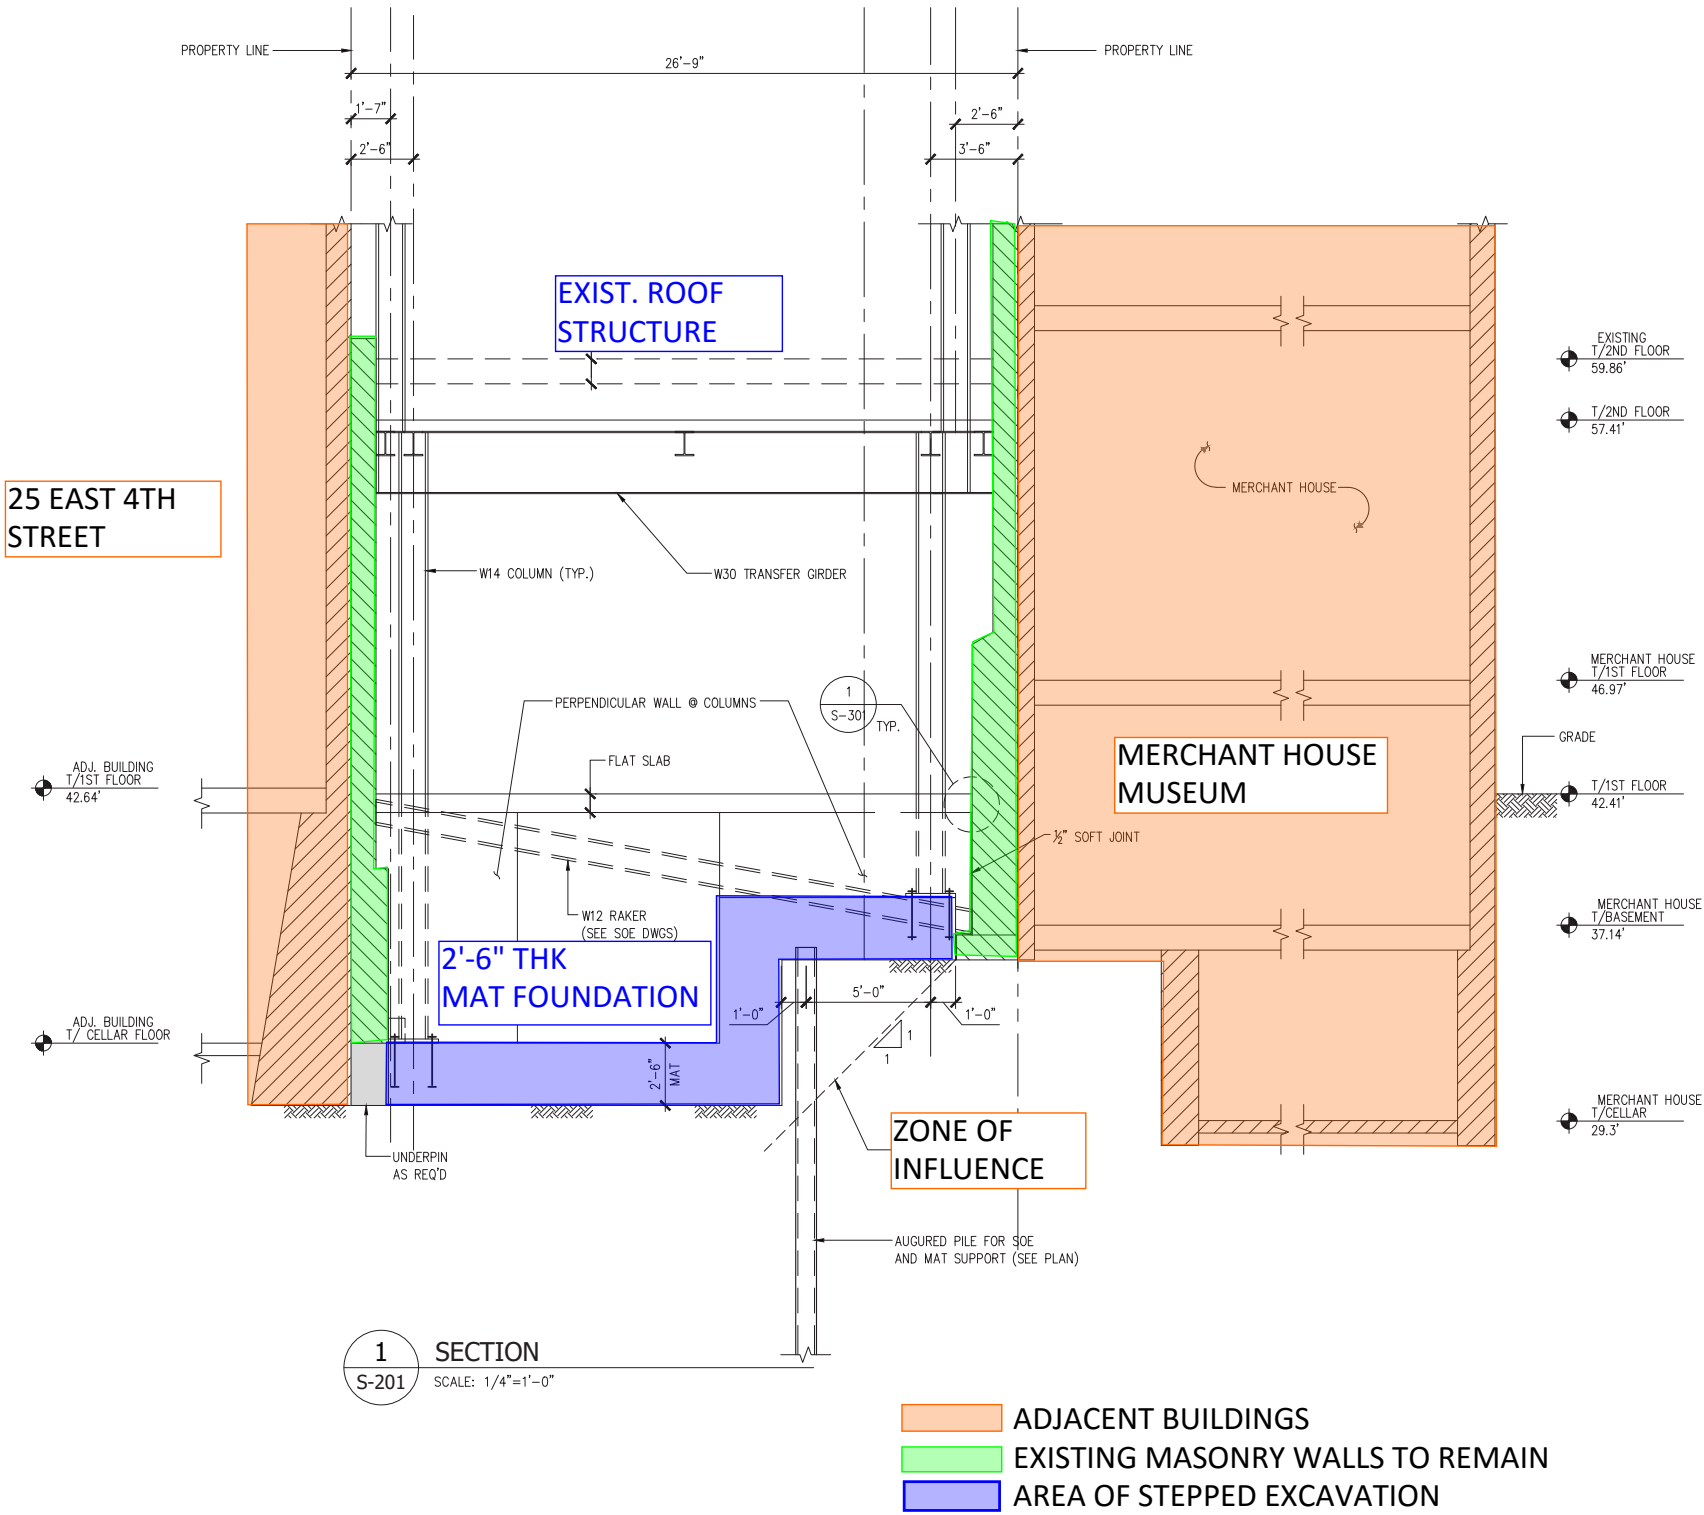 PROPERTY LINE
PROPERTY LINE
26'-9"
1'-7"
2'-6"
2'-6"
3'-6"
EXIST. ROOF
STRUCTURE
EXISTING
T/2ND FLOOR
59.86'
T/2ND FLOOR
57.41'
25 EAST 4TH
STREET
MERCHANT HOUSE
W14 COLUMN (TYP.)
W30 TRANSFER GIRDER
MERCHANT HOUSE
T/1ST FLOOR
46.97'
PERPENDICULAR WALL @ COLUMNS
1
S-301
TYP.
GRADE
MERCHANT HOUSE
MUSEUM
FLAT SLAB
ADJ. BUILDING
T/1ST FLOOR
42.64'
T/1ST FLOOR
42.41'
½" SOFT JOINT
W12 RAKER
(SEE SOE DWGS)
MERCHANT HOUSE
T/BASEMENT
37.14'
2'-6" THK
MAT FOUNDATION
5'-0"
1'-0"
1'-0"
1
1
ADJ. BUILDING
T/ CELLAR FLOOR
2'-6"
MAT
ZONE OF
INFLUENCE
MERCHANT HOUSE
T/CELLAR
29.3'
UNDERPIN
AS REQ'D
AUGURED PILE FOR SOE
AND MAT SUPPORT (SEE PLAN)
1
S-201
SECTION
SCALE: 1/4"=1'-0"
ADJACENT BUILDINGS
EXISTING MASONRY WALLS TO REMAIN
AREA OF STEPPED EXCAVATION